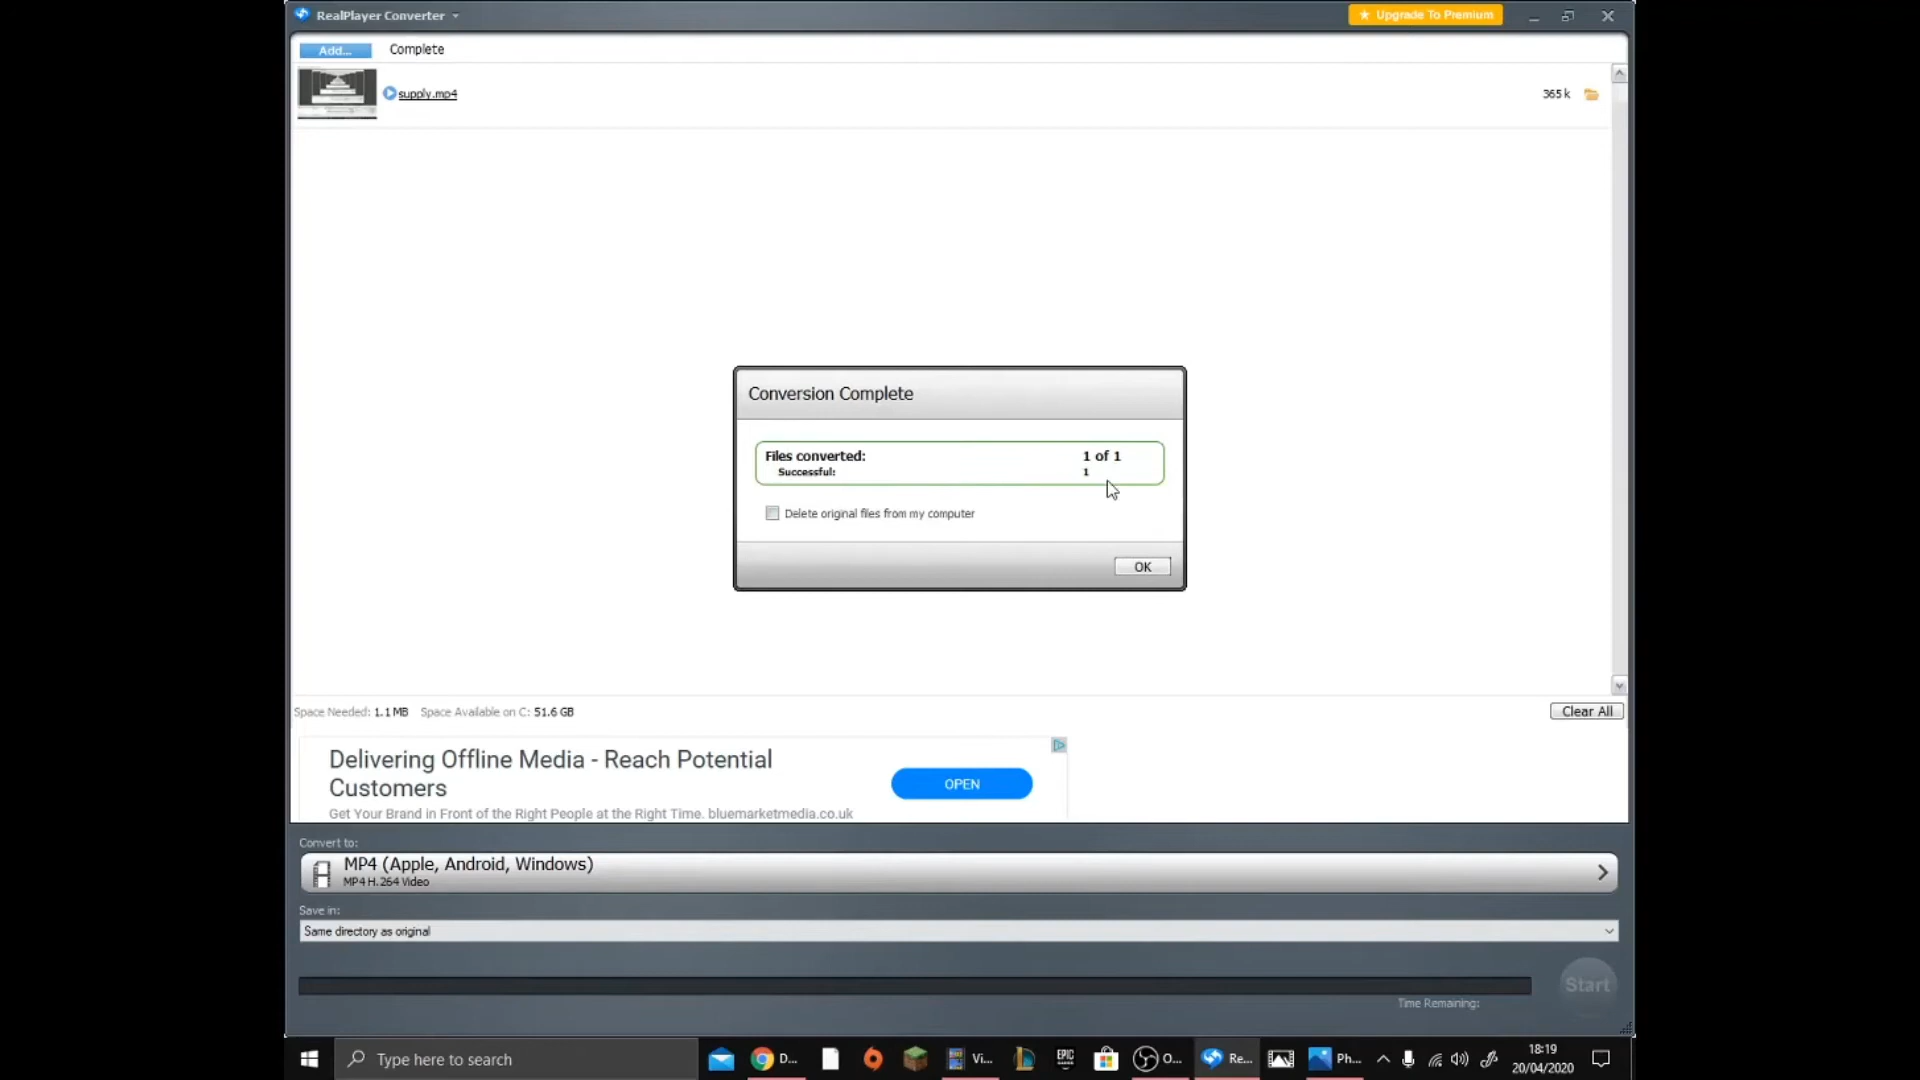 RealPlayer Converter
Upgrade To Premium
Add... Complete
supply.mp4
365 k
Conversion Complete
Files converted: 1 of 1
Successful: 1
Delete original files from my computer
OK
Space Needed: 1.1 MB Space Available on C: 51.6 GB
Clear All
Delivering Offline Media - Reach Potential
Customers
OPEN
Get Your Brand in Front of the Right People at the Right Time. bluemarketmedia.co.uk
Convert to:
MP4 (Apple, Android, Windows)
MP4 H.264 Video
Save in:
Same directory as original
Start
Time Remaining:
Type here to search
D...
Vi...
EPIC
O...
Re...
Ph...
18:19
20/04/2020